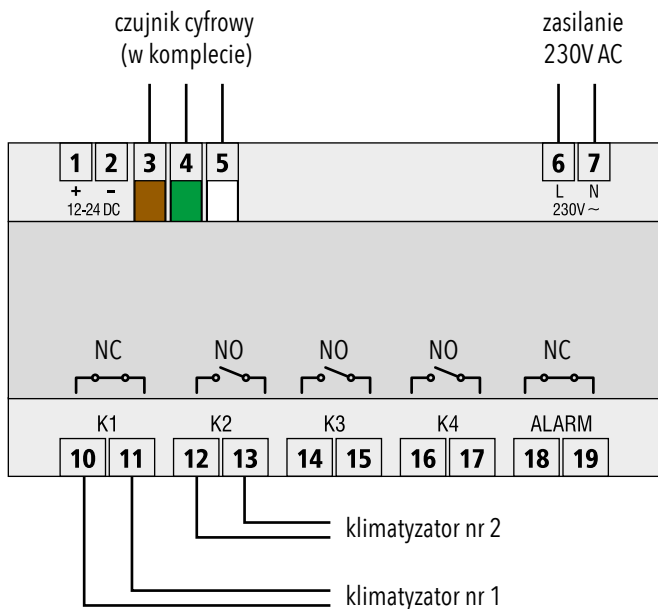 czujnik cyfrowy
(w komplecie)
zasilanie
230V AC
1 2 3 4 5 6 7
+ – L N
12-24 DC 230V ~
NC NO NO NO NC
K1 K2 K3 K4 ALARM
10 11 12 13 14 15 16 17 18 19
klimatyzator nr 2
klimatyzator nr 1